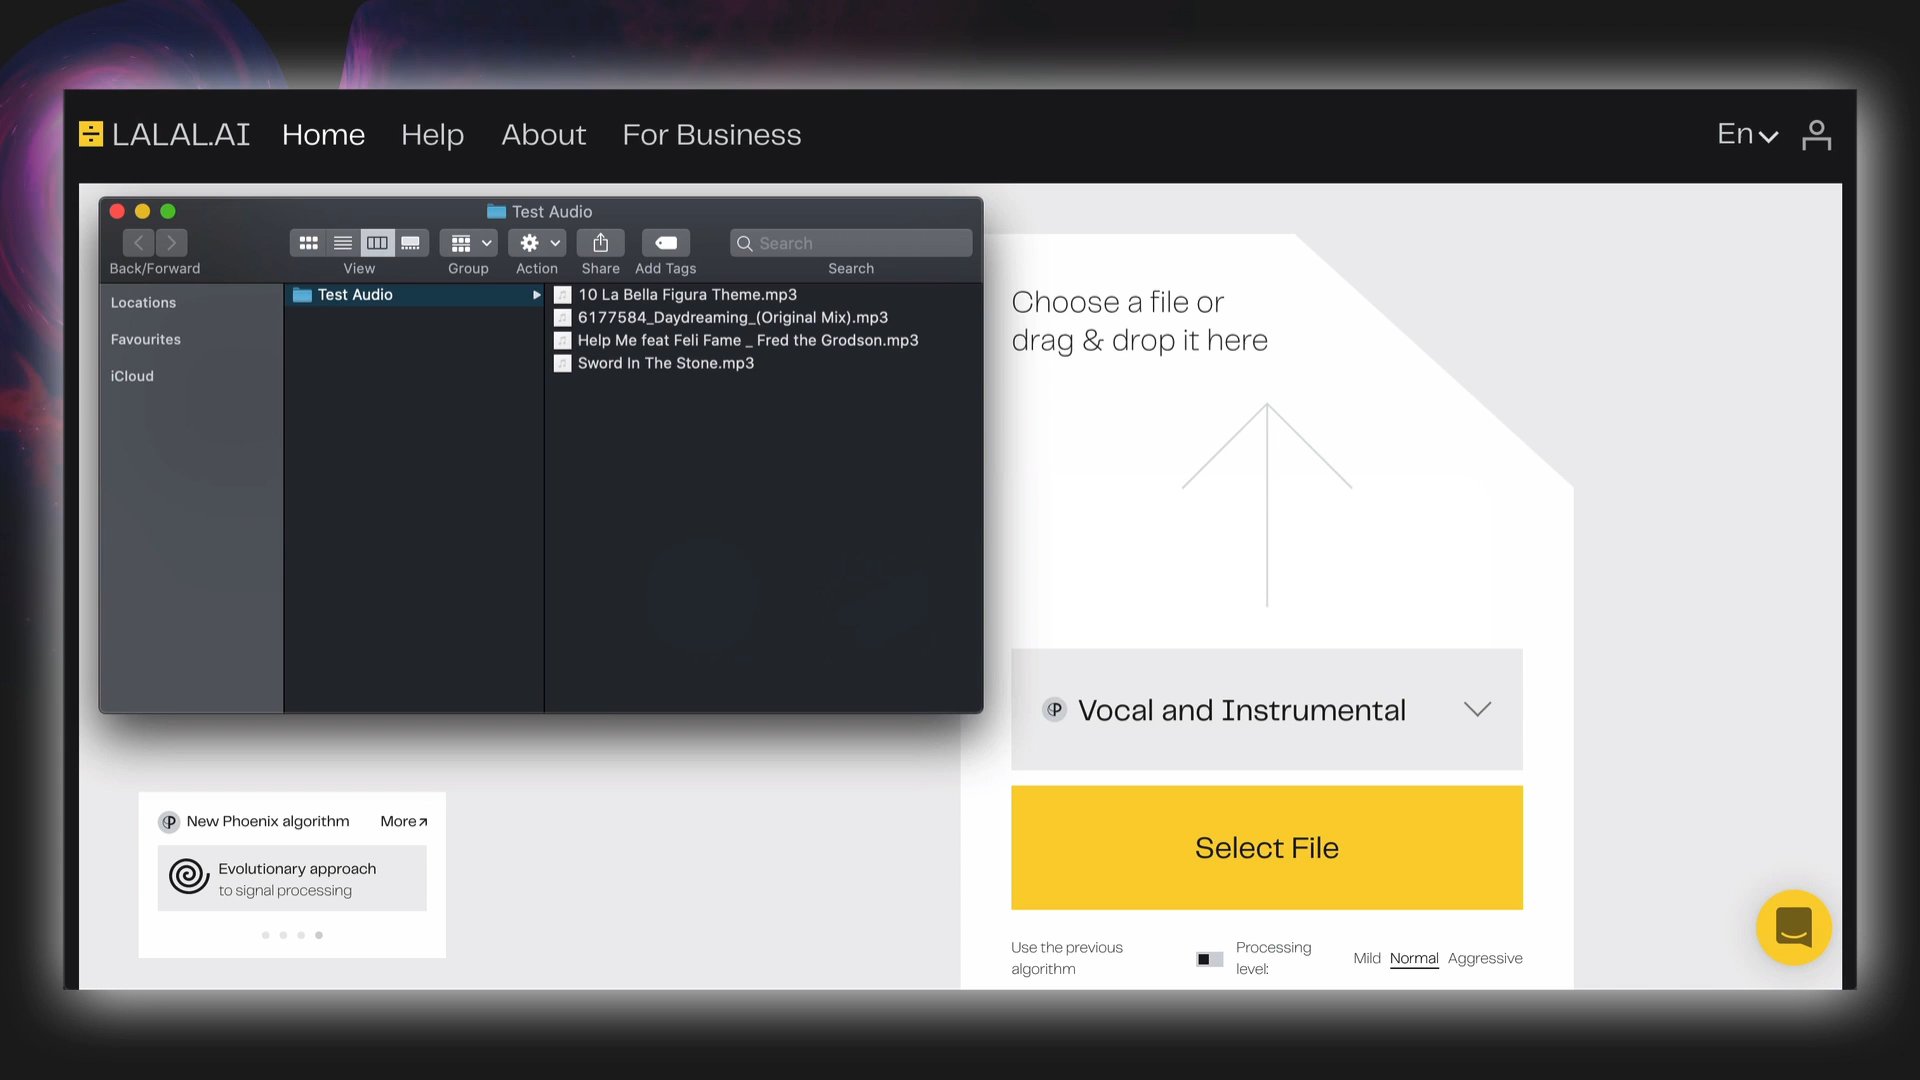 LALAL.AI Home Help About For Business En
Test Audio
Search
Back/Forward View Group Action Share Add Tags Search
Locations
Favourites
iCloud
Test Audio
10 La Bella Figura Theme.mp3
6177584_Daydreaming_(Original Mix).mp3
Help Me feat Feli Fame _ Fred the Grodson.mp3
Sword In The Stone.mp3
Choose a file or
drag & drop it here
Vocal and Instrumental
Select File
Use the previous
algorithm
Processing
level:
Mild Normal Aggressive
New Phoenix algorithm More
Evolutionary approach
to signal processing